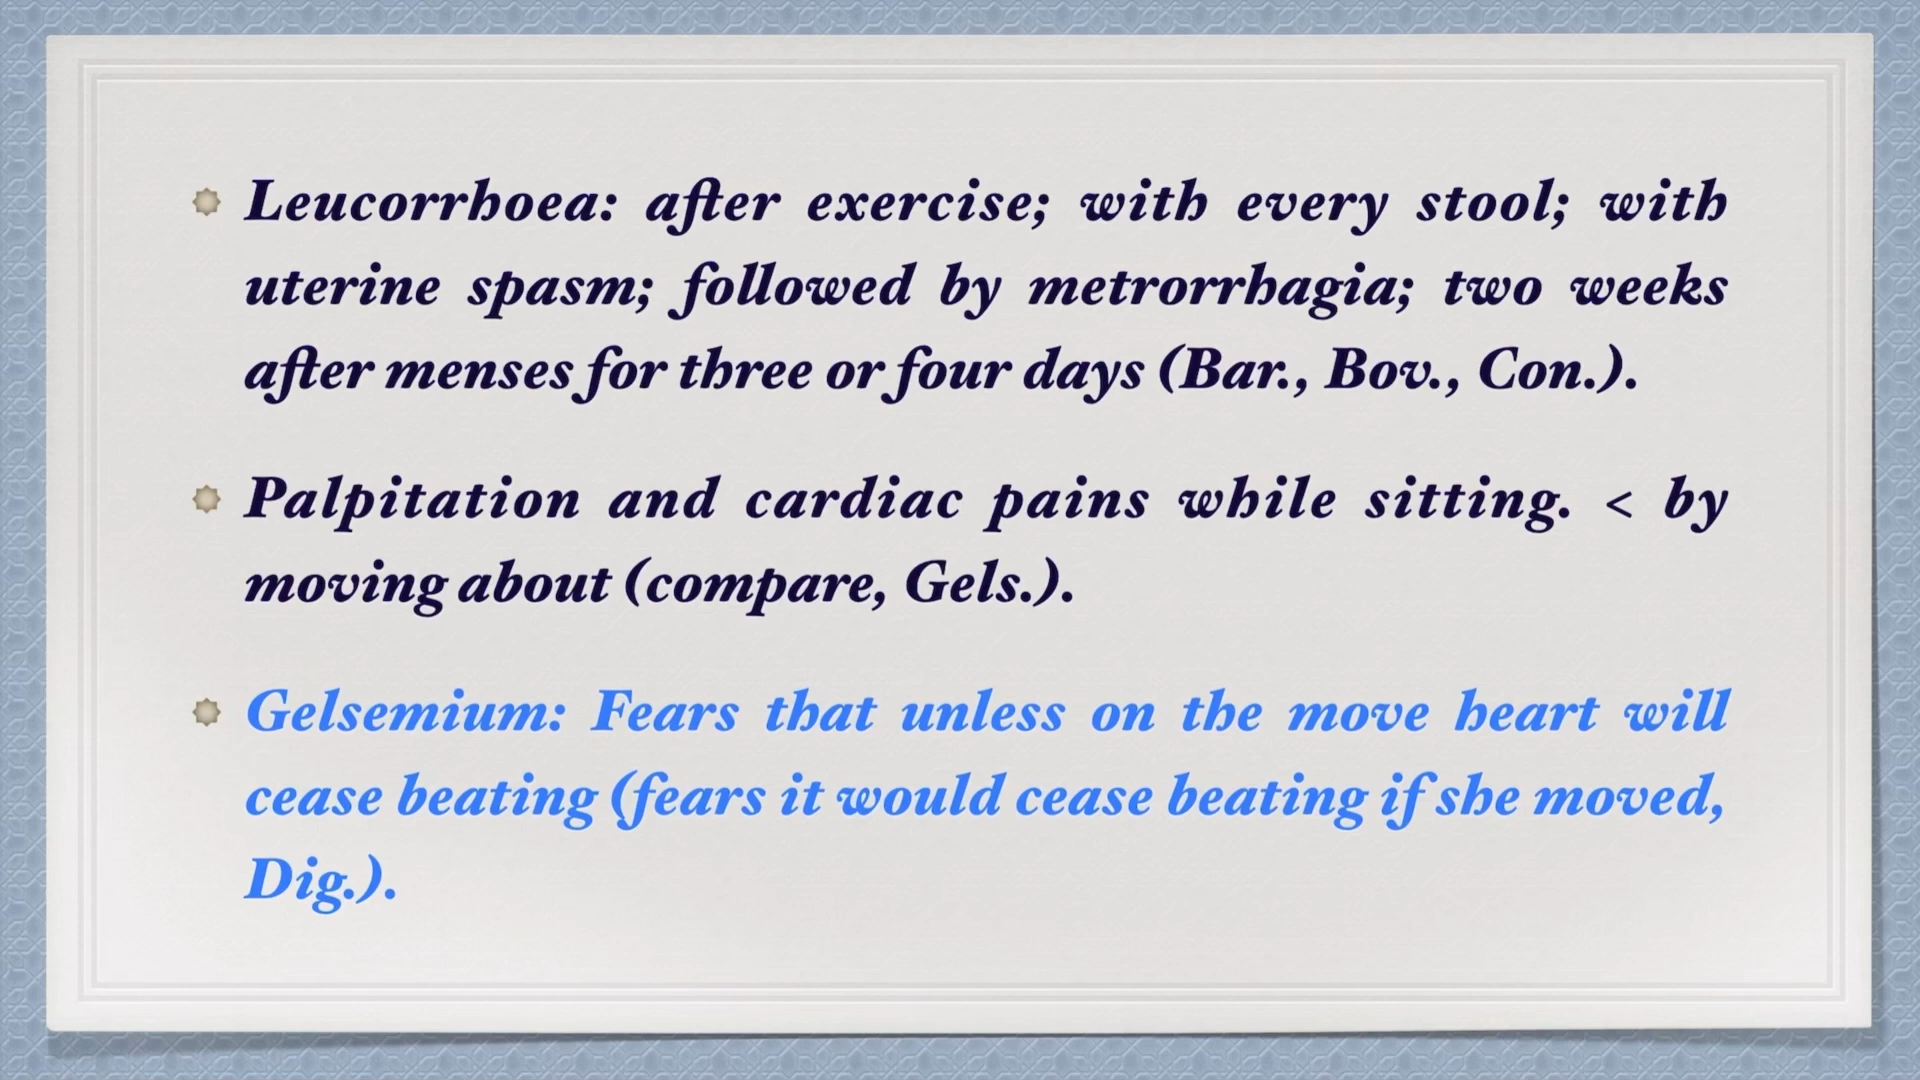 Leucorrhoea: after exercise; with every stool; with
uterine spasm; followed by metrorrhagia; two weeks
after menses for three or four days (Bar., Bov., Con.).
Palpitation and cardiac pains while sitting. < by
moving about (compare, Gels.).
Gelsemium: Fears that unless on the move heart will
cease beating (fears it would cease beating if she moved,
Dig.).